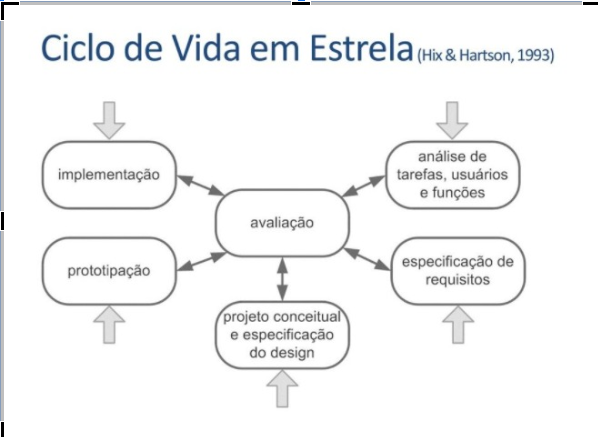 Ciclo de Vida em Estrela (Hix & Hartson, 1993)
implementação
análise de
tarefas, usuários
e funções
avaliação
prototipação
especificação de
requisitos
projeto conceitual
e especificação
do design